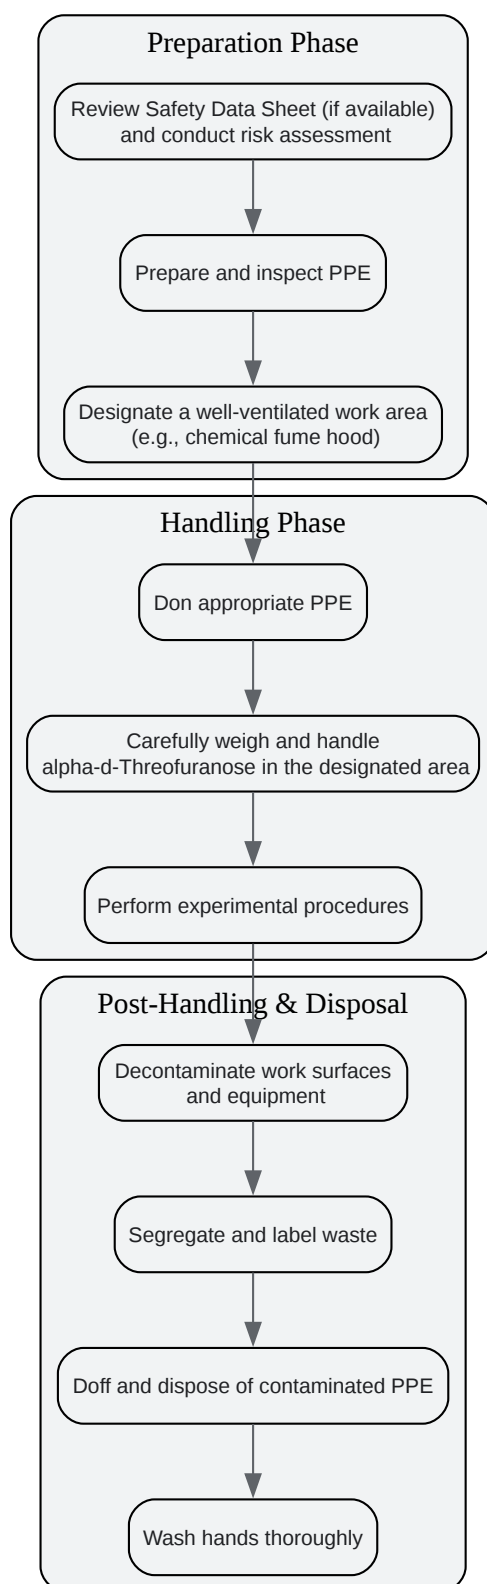 Preparation Phase
Review Safety Data Sheet (if available)
and conduct risk assessment
Prepare and inspect PPE
Designate a well-ventilated work area
(e.g., chemical fume hood)
Handling Phase
Don appropriate PPE
Carefully weigh and handle
alpha-d-Threofuranose in the designated area
Perform experimental procedures
Post-Handling & Disposal
Decontaminate work surfaces
and equipment
Segregate and label waste
Doff and dispose of contaminated PPE
Wash hands thoroughly